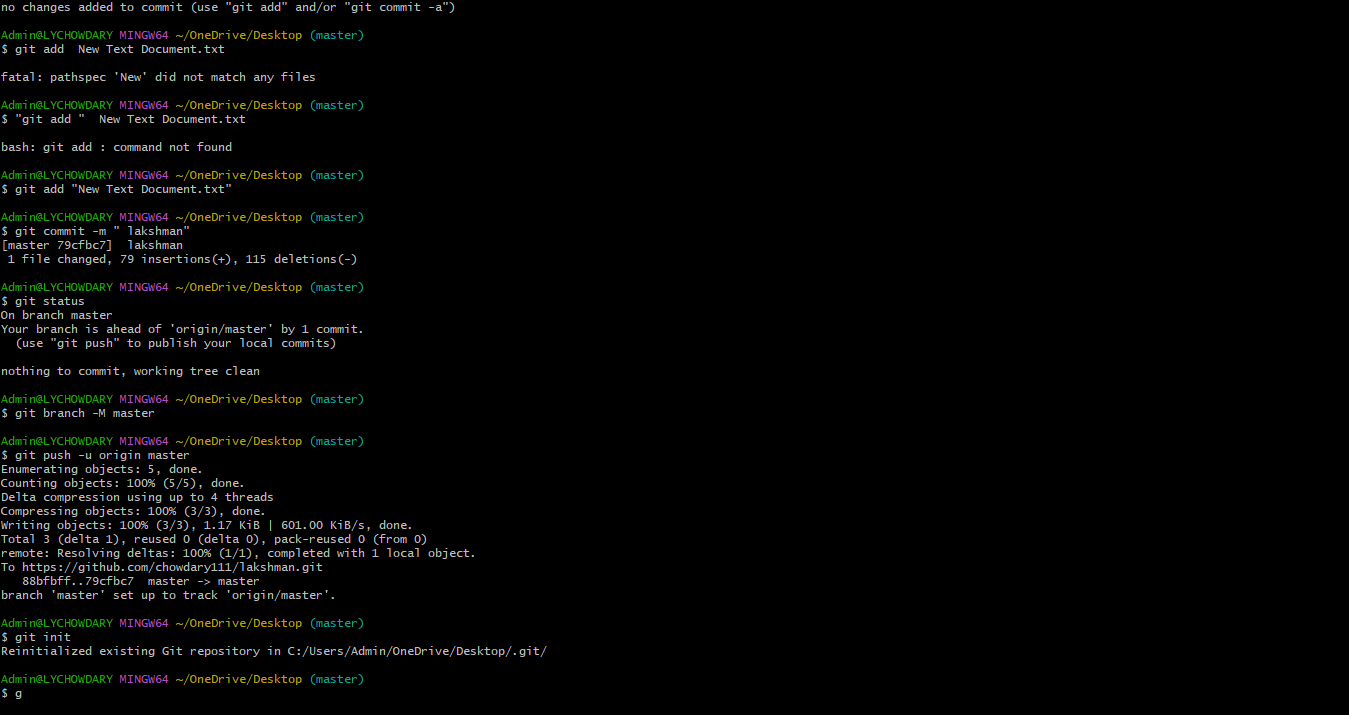 no changes added to commit (use "git add" and/or "git commit -a")
Admin@LYCHOWDARY MINGW64 ~/OneDrive/Desktop (master)
$ git add  New Text Document.txt
fatal: pathspec 'New' did not match any files
Admin@LYCHOWDARY MINGW64 ~/OneDrive/Desktop (master)
$ "git add "  New Text Document.txt
bash: git add : command not found
Admin@LYCHOWDARY MINGW64 ~/OneDrive/Desktop (master)
$ git add "New Text Document.txt"
Admin@LYCHOWDARY MINGW64 ~/OneDrive/Desktop (master)
$ git commit -m " lakshman"
[master 79cfbc7]  lakshman
 1 file changed, 79 insertions(+), 115 deletions(-)
Admin@LYCHOWDARY MINGW64 ~/OneDrive/Desktop (master)
$ git status
On branch master
Your branch is ahead of 'origin/master' by 1 commit.
  (use "git push" to publish your local commits)
nothing to commit, working tree clean
Admin@LYCHOWDARY MINGW64 ~/OneDrive/Desktop (master)
$ git branch -M master
Admin@LYCHOWDARY MINGW64 ~/OneDrive/Desktop (master)
$ git push -u origin master
Enumerating objects: 5, done.
Counting objects: 100% (5/5), done.
Delta compression using up to 4 threads
Compressing objects: 100% (3/3), done.
Writing objects: 100% (3/3), 1.17 KiB | 601.00 KiB/s, done.
Total 3 (delta 1), reused 0 (delta 0), pack-reused 0 (from 0)
remote: Resolving deltas: 100% (1/1), completed with 1 local object.
To https://github.com/chowdary111/lakshman.git
   88bfbff..79cfbc7  master -> master
branch 'master' set up to track 'origin/master'.
Admin@LYCHOWDARY MINGW64 ~/OneDrive/Desktop (master)
$ git init
Reinitialized existing Git repository in C:/Users/Admin/OneDrive/Desktop/.git/
Admin@LYCHOWDARY MINGW64 ~/OneDrive/Desktop (master)
$ g